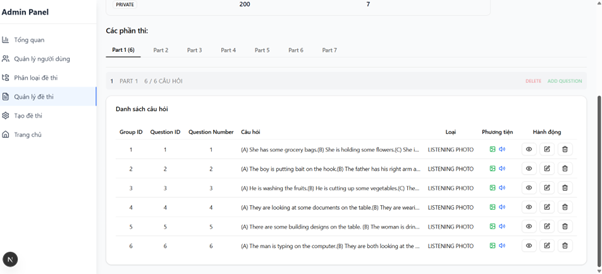 Admin Panel
Tổng quan
Quản lý người dùng
Phân loại đề thi
Quản lý đề thi
Tạo đề thi
Trang chủ
N
PRIVATE 200 7
Các phần thi:
Part 1 (6) Part 2 Part 3 Part 4 Part 5 Part 6 Part 7
1 PART 1 6 / 6 CÂU HỎI DELETE ADD QUESTION
Danh sách câu hỏi
Group ID Question ID Question Number Câu hỏi Loại Phương tiện Hành động
1 1 1 (A) She has some grocery bags.(B) She is holding some flowers.(C) She i... LISTENING PHOTO
2 2 2 (A) The boy is putting bait on the hook.(B) The father has his right arm a... LISTENING PHOTO
3 3 3 (A) He is washing the fruits.(B) He is cutting up some vegetables.(C) The... LISTENING PHOTO
4 4 4 (A) They are looking at some documents on the table.(B) They are weari... LISTENING PHOTO
5 5 5 (A) There are some building designs on the table. (B) The woman is drin... LISTENING PHOTO
6 6 6 (A) The man is typing on the computer.(B) They are both looking at the ... LISTENING PHOTO